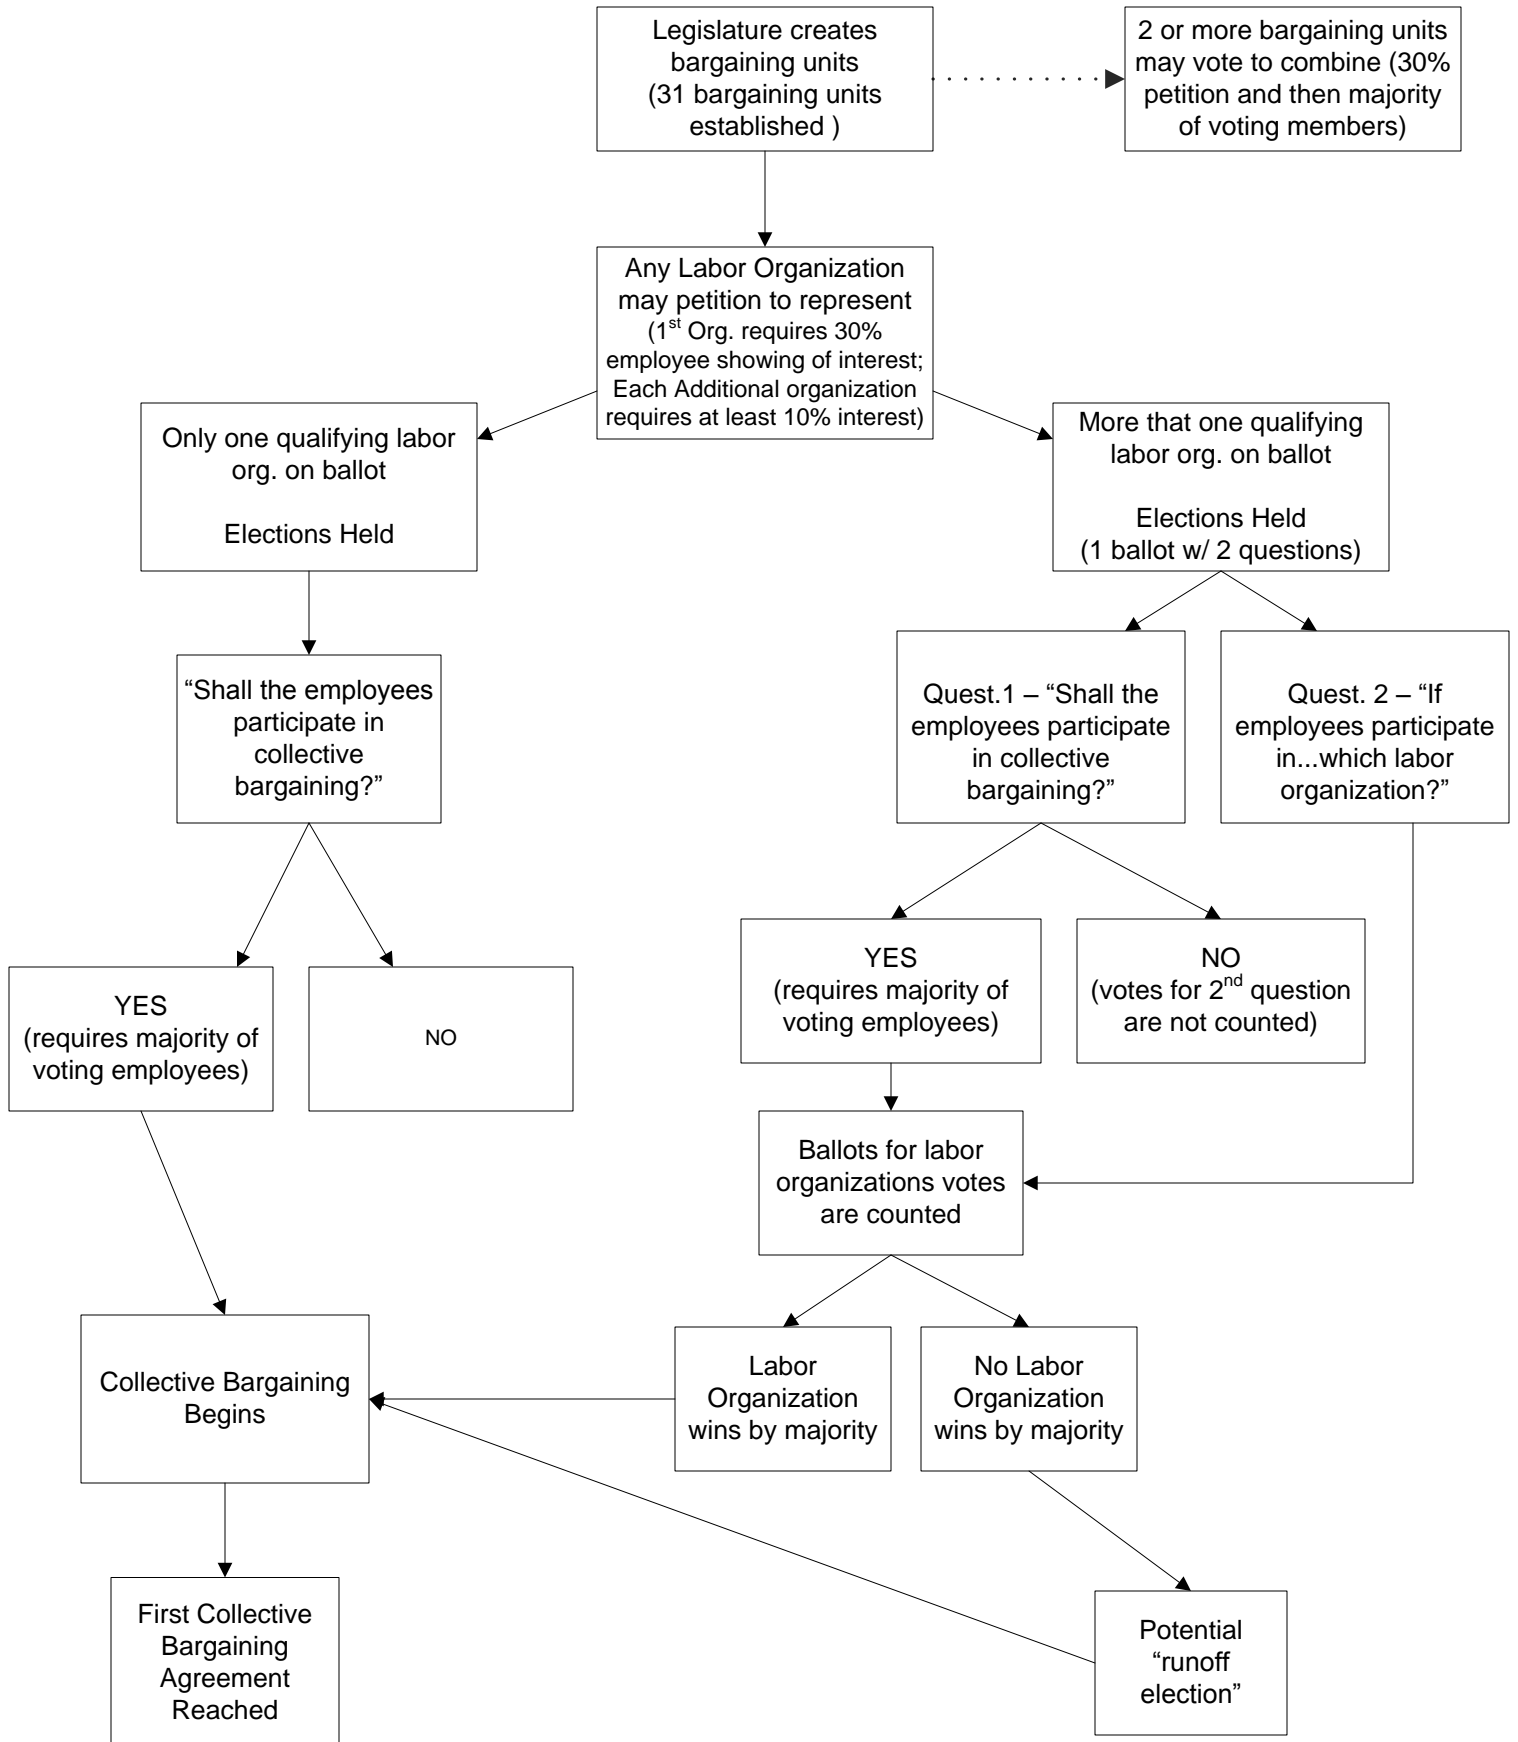 Legislature creates
bargaining units
(31 bargaining units
established )
2 or more bargaining units
may vote to combine (30%
petition and then majority
of voting members)
Any Labor Organization
may petition to represent
(1st Org. requires 30%
employee showing of interest;
Each Additional organization
requires at least 10% interest)
Only one qualifying labor
org. on ballot
Elections Held
More that one qualifying
labor org. on ballot
Elections Held
(1 ballot w/ 2 questions)
“Shall the employees
participate in
collective
bargaining?”
Quest.1 – “Shall the
employees participate
in collective
bargaining?”
Quest. 2 – “If
employees participate
in...which labor
organization?”
YES
(requires majority of
voting employees)
NO
YES
(requires majority of
voting employees)
NO
(votes for 2nd question
are not counted)
Ballots for labor
organizations votes
are counted
Collective Bargaining
Begins
Labor
Organization
wins by majority
No Labor
Organization
wins by majority
First Collective
Bargaining
Agreement
Reached
Potential
“runoff
election”